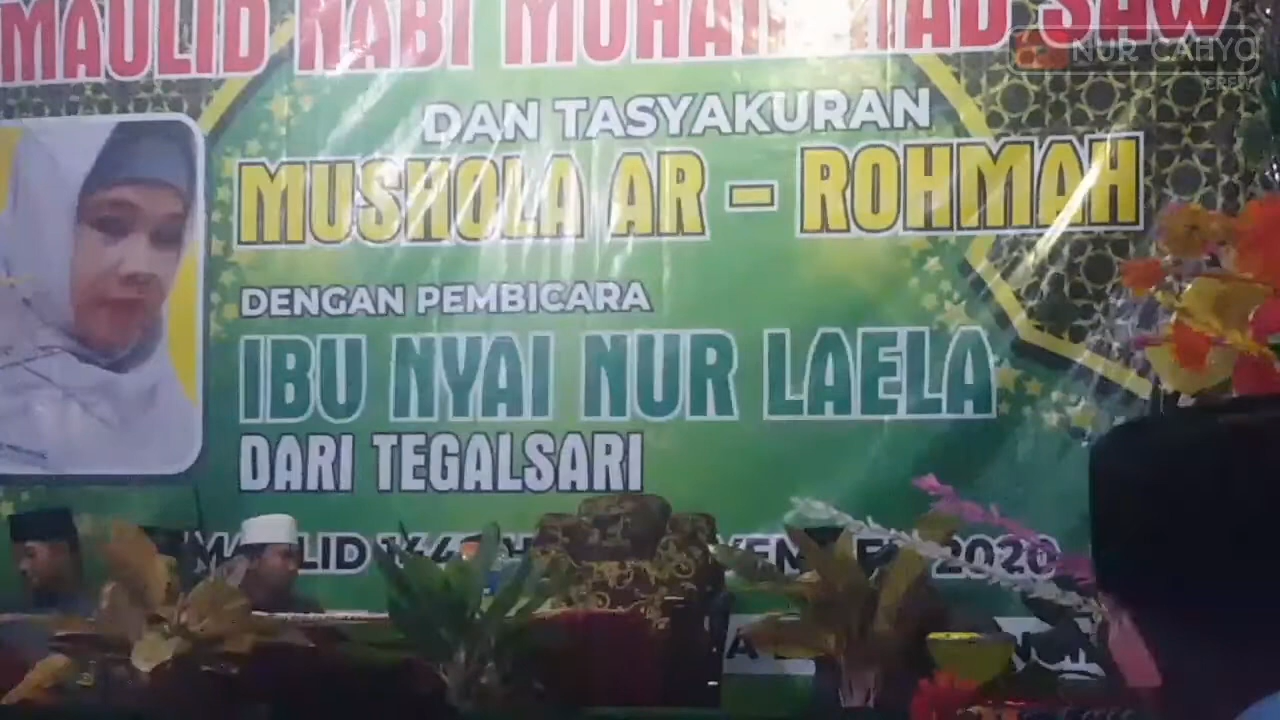 MAULID NABI MUHAMMAD SAW
NUR CAHYO
CREW
DAN TASYAKURAN
MUSHOLA AR - ROHMAH
DENGAN PEMBICARA
IBU NYAI NUR LAELA
DARI TEGALSARI
2020